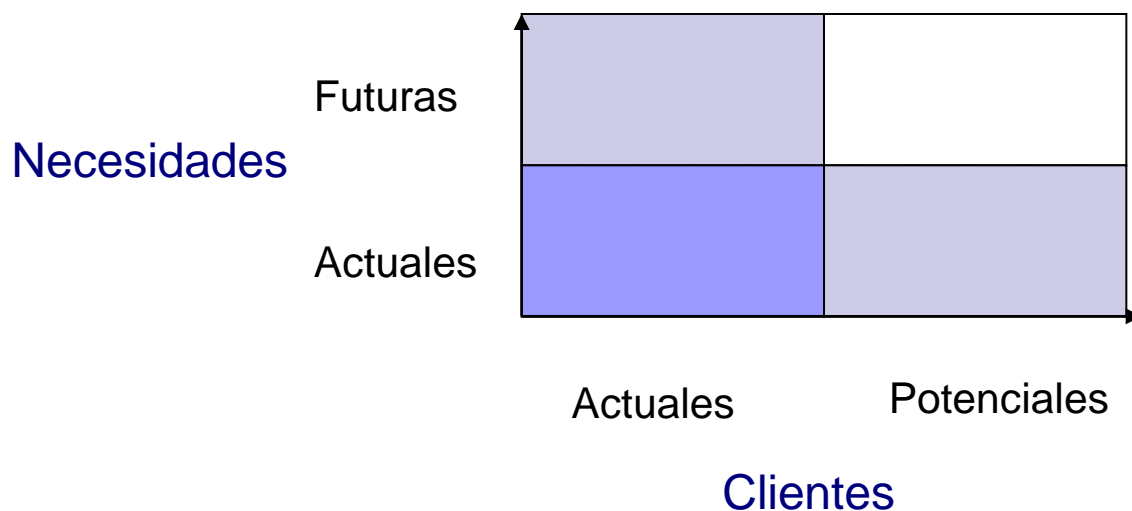 Futuras
Necesidades
Actuales
Actuales
Potenciales
Clientes